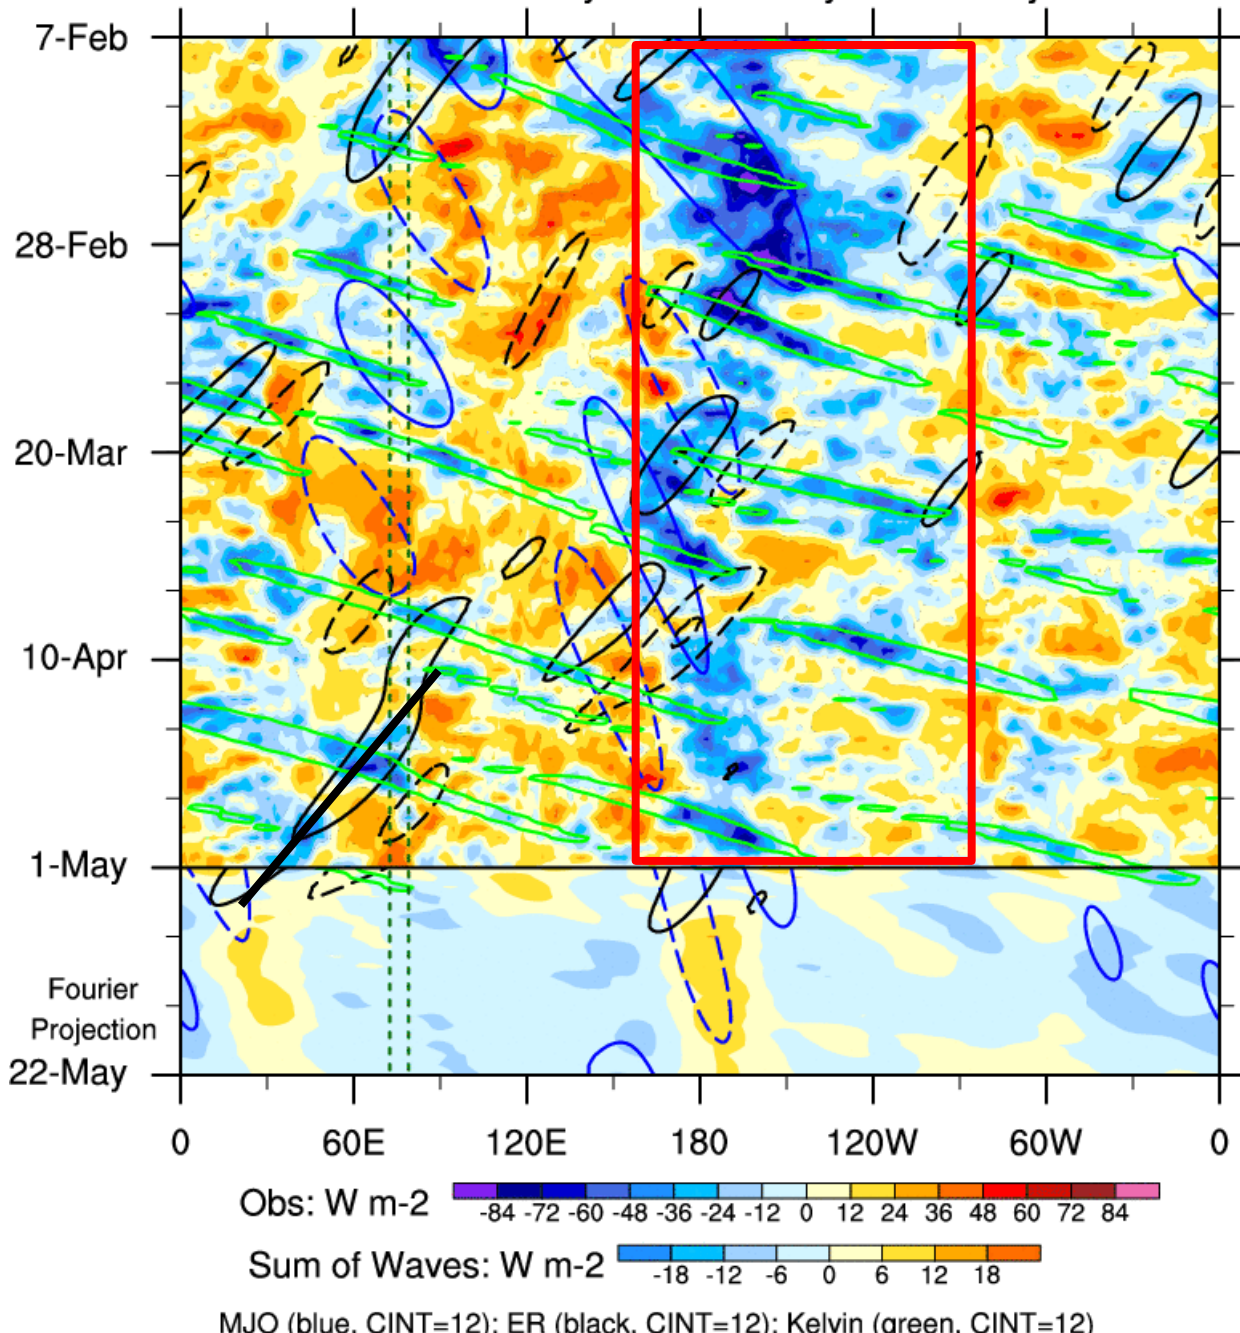 7-Feb
28-Feb
20-Mar
10-Apr
1-May
Fourier
Projection
22-May
0 60E 120E 180 120W 60W 0
Obs: W m-2
-84 -72 -60 -48 -36 -24 -12 0 12 24 36 48 60 72 84
Sum of Waves: W m-2
-18 -12 -6 0 6 12 18
MJO (blue, CINT=12); ER (black, CINT=12); Kelvin (green, CINT=12)